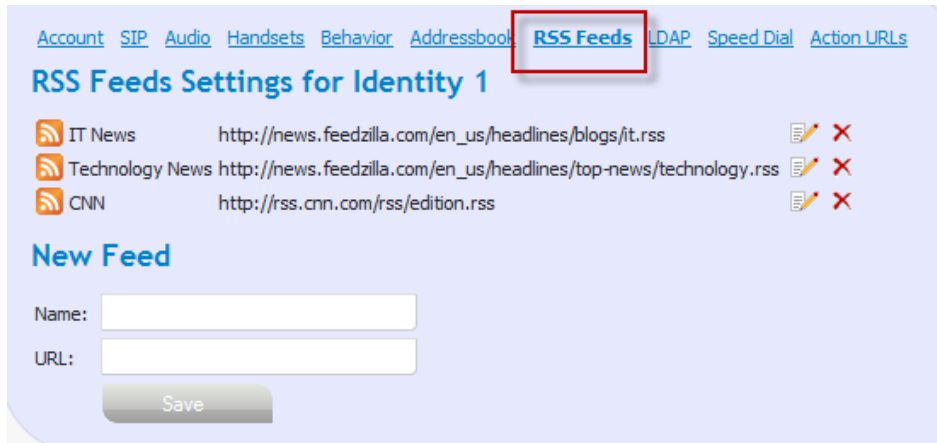 Account SIP Audio Handsets Behavior Addressbook RSS Feeds LDAP Speed Dial Action URLs
RSS Feeds Settings for Identity 1
IT News http://news.feedzilla.com/en_us/headlines/blogs/it.rss
Technology News http://news.feedzilla.com/en_us/headlines/top-news/technology.rss
CNN http://rss.cnn.com/rss/edition.rss
New Feed
Name:
URL:
Save